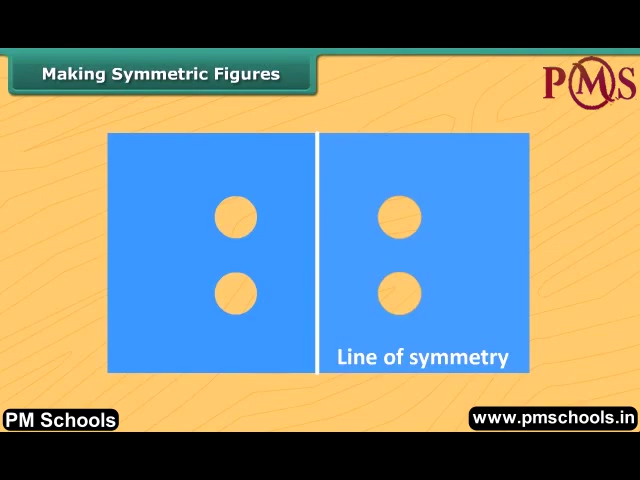 Making Symmetric Figures
PMS
Line of symmetry
PM Schools
www.pmschools.in